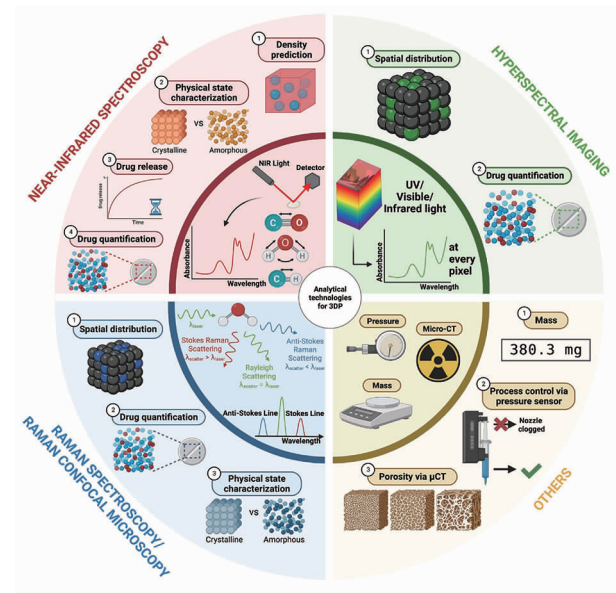 NEAR-INFRARED SPECTROSCOPY
1
Density
prediction
2
Physical state
characterization
Crystalline
VS
Amorphous
3
Drug release
Drug release
Time
4
Drug quantification
NIR Light
Detector
Absorbance
Wavelength
C
O
O
H
H
C
H
HYPERSPECTRAL IMAGING
1
Spatial distribution
2
Drug quantification
UV/
Visible/
Infrared light
Absorbance
Wavelength
at
every
pixel
Analytical
technologies
for 3DP
RAMAN SPECTROSCOPY/
RAMAN CONFOCAL MICROSCOPY
1
Spatial distribution
2
Drug quantification
3
Physical state
characterization
Crystalline
VS
Amorphous
λlaser
Stokes Raman
Scattering
λscatter > λlaser
Rayleigh
Scattering
λscatter = λlaser
Anti-Stokes
Raman
Scattering
λscatter < λlaser
Anti-Stokes Line
Stokes Line
Wavelength
OTHERS
Pressure
Micro-CT
Mass
1
Mass
380.3 mg
2
Process control via
pressure sensor
Nozzle
clogged
3
Porosity via μCT